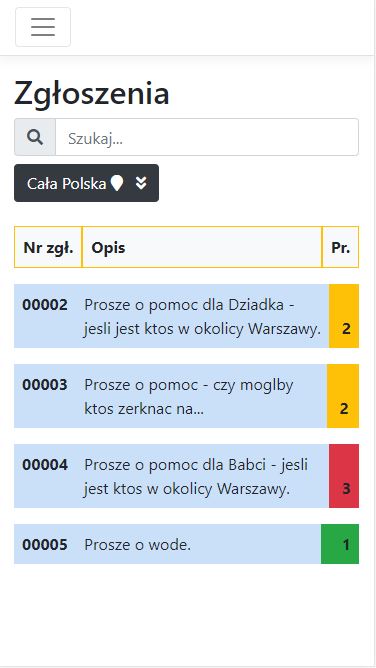 Zgłoszenia
Szukaj...
Cała Polska
Nr zgł. Opis Pr.
00002 Prosze o pomoc dla Dziadka -
jesli jest ktos w okolicy Warszawy. 2
00003 Prosze o pomoc - czy moglby
ktos zerknac na... 2
00004 Prosze o pomoc dla Babci - jesli
jest ktos w okolicy Warszawy. 3
00005 Prosze o wode. 1